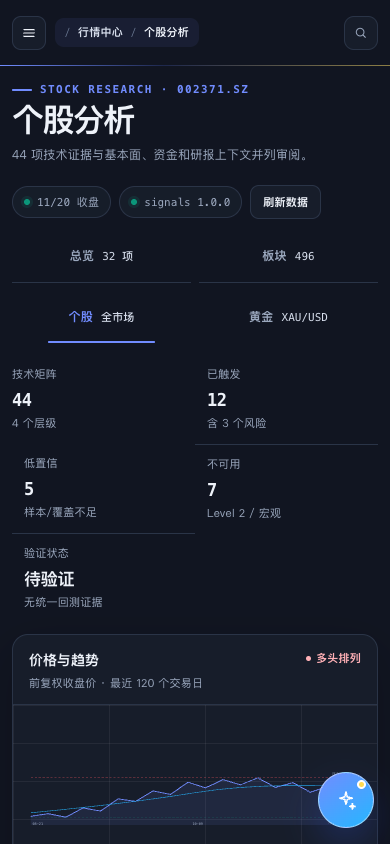 / 行情中心 / 个股分析
STOCK RESEARCH · 002371.SZ
个股分析
44 项技术证据与基本面、资金和研报上下文并列审阅。
11/20 收盘
signals 1.0.0
刷新数据
总览 32 项
板块 496
个股 全市场
黄金 XAU/USD
技术矩阵
44
4 个层级
已触发
12
含 3 个风险
低置信
5
样本/覆盖不足
不可用
7
Level 2 / 宏观
验证状态
待验证
无统一回测证据
价格与趋势
多头排列
前复权收盘价 · 最近 120 个交易日